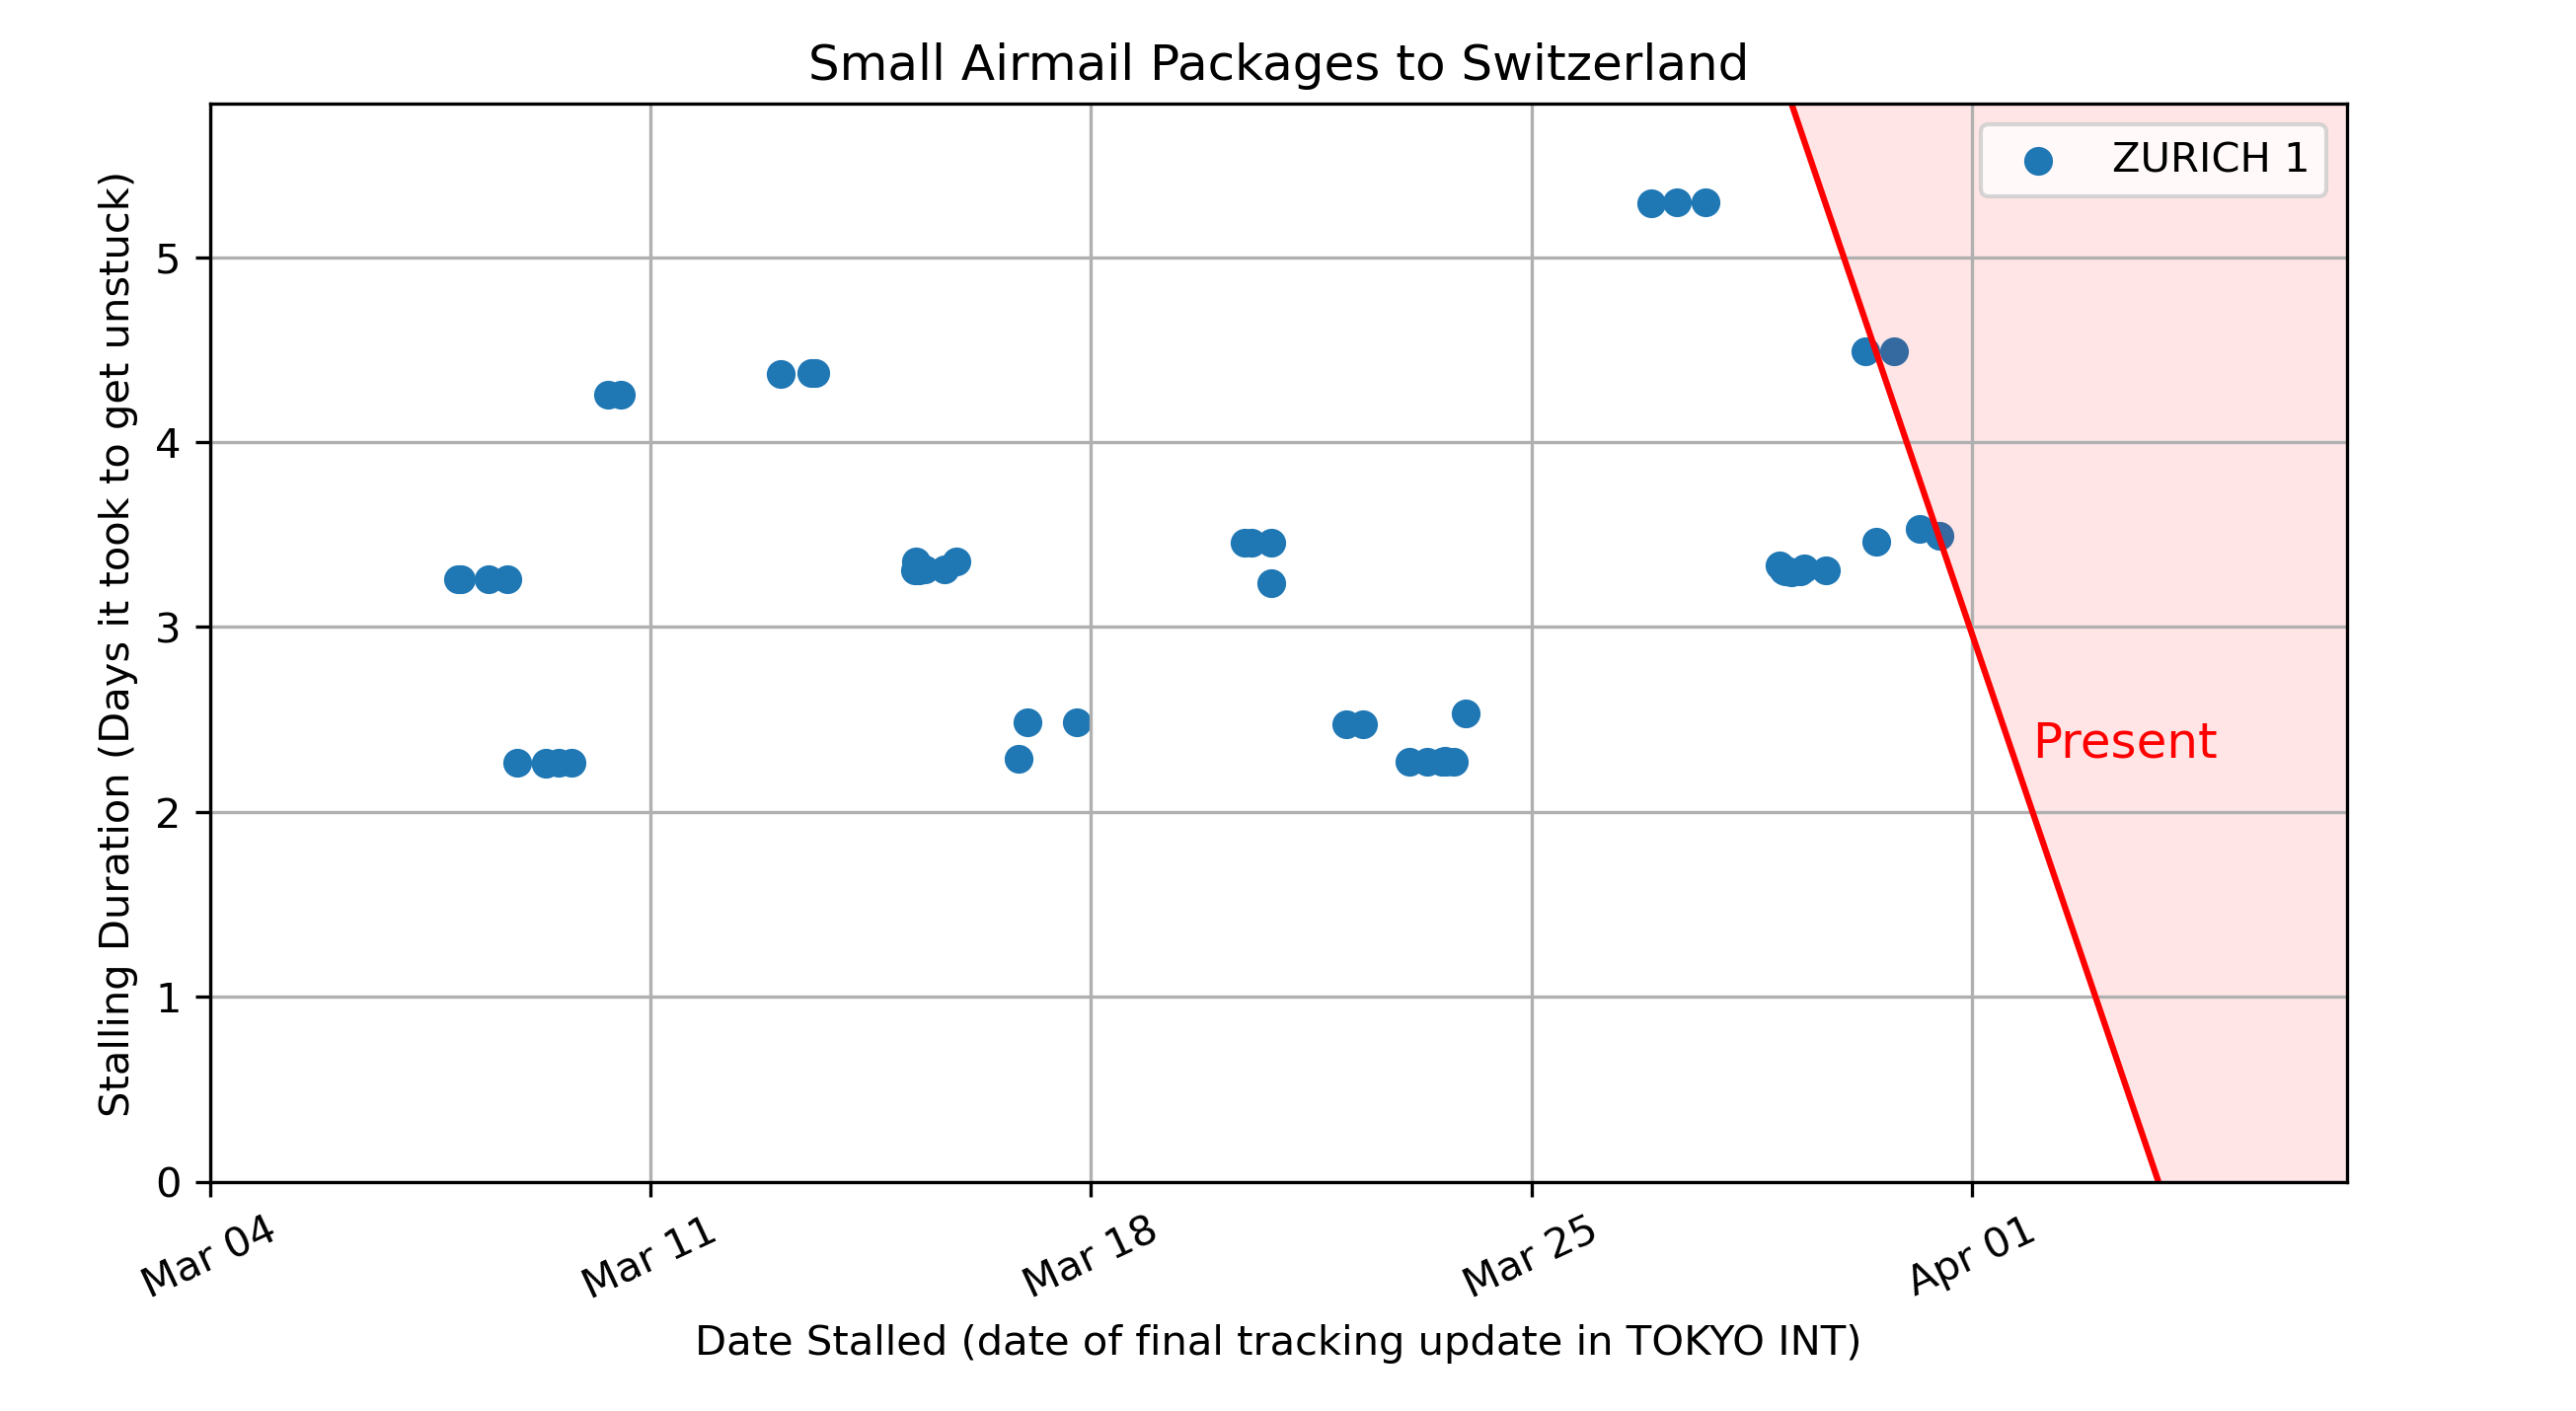 Small Airmail Packages to Switzerland
ZURICH 1
Stalling Duration (Days it took to get unstuck)
5
4
3
2
1
0
Present
Mar 04
Mar 11
Mar 18
Mar 25
Apr 01
Date Stalled (date of final tracking update in TOKYO INT)